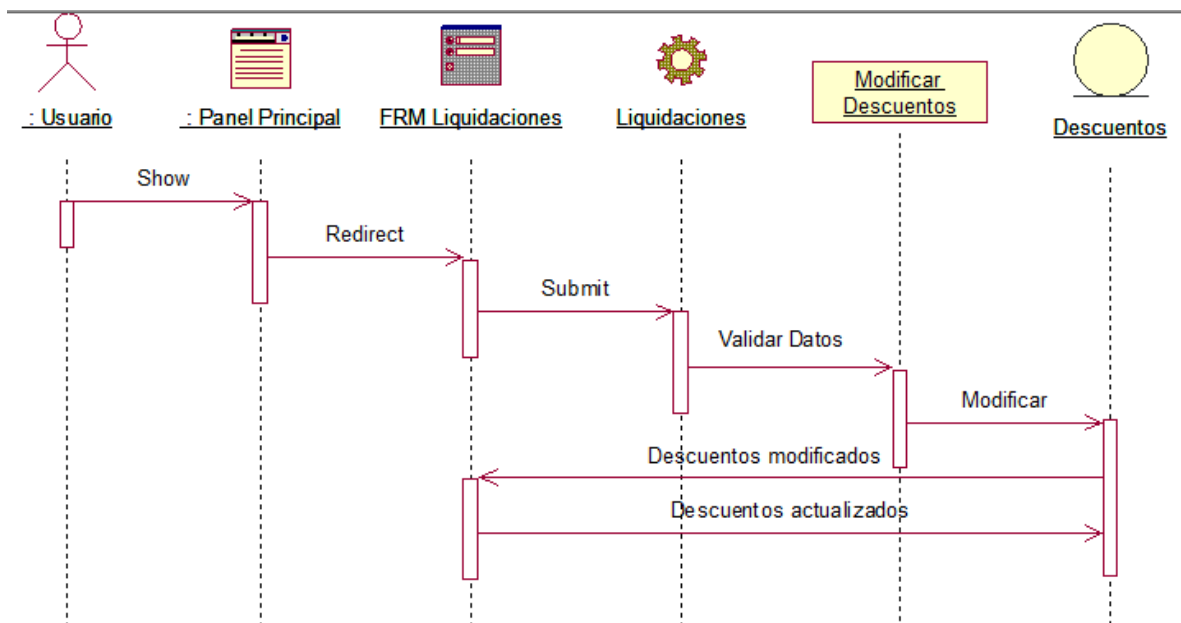 : Usuario
: Panel Principal
FRM Liquidaciones
Liquidaciones
Modificar
Descuentos
Descuentos
Show
Redirect
Submit
Validar Datos
Modificar
Descuentos modificados
Descuentos actualizados